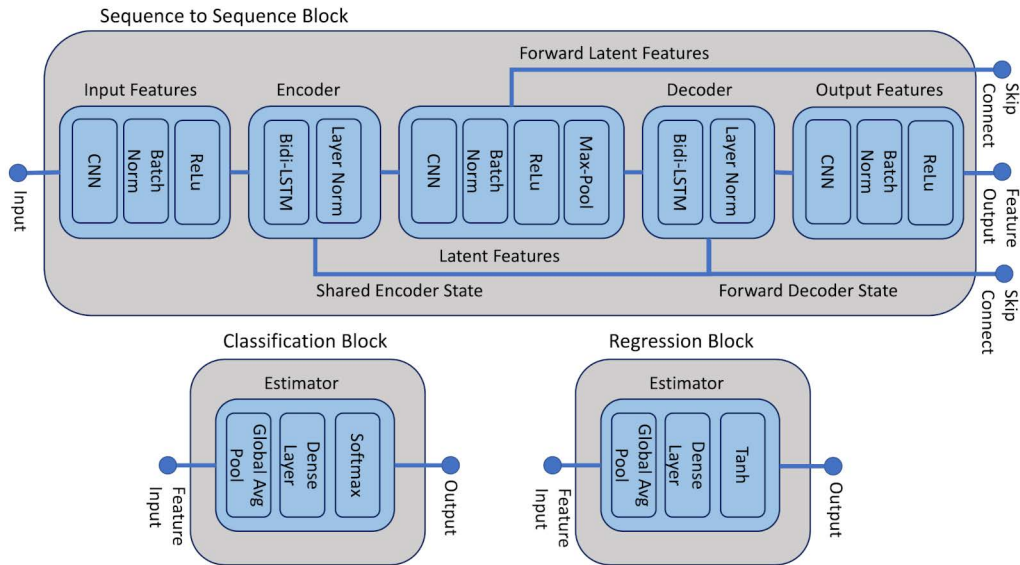 Sequence to Sequence Block
Forward Latent Features
Input Features
Encoder
Decoder
Output Features
CNN
Batch
Norm
ReLu
Bidi-LSTM
Layer Norm
CNN
Batch
Norm
ReLu
Max-Pool
Bidi-LSTM
Layer Norm
CNN
Batch
Norm
ReLu
Input
Skip
Connect
Feature
Output
Skip
Connect
Latent Features
Shared Encoder State
Forward Decoder State
Classification Block
Estimator
Global Avg
Pool
Dense
Layer
Softmax
Feature
Input
Output
Regression Block
Estimator
Global Avg
Pool
Dense
Layer
Tanh
Feature
Input
Output